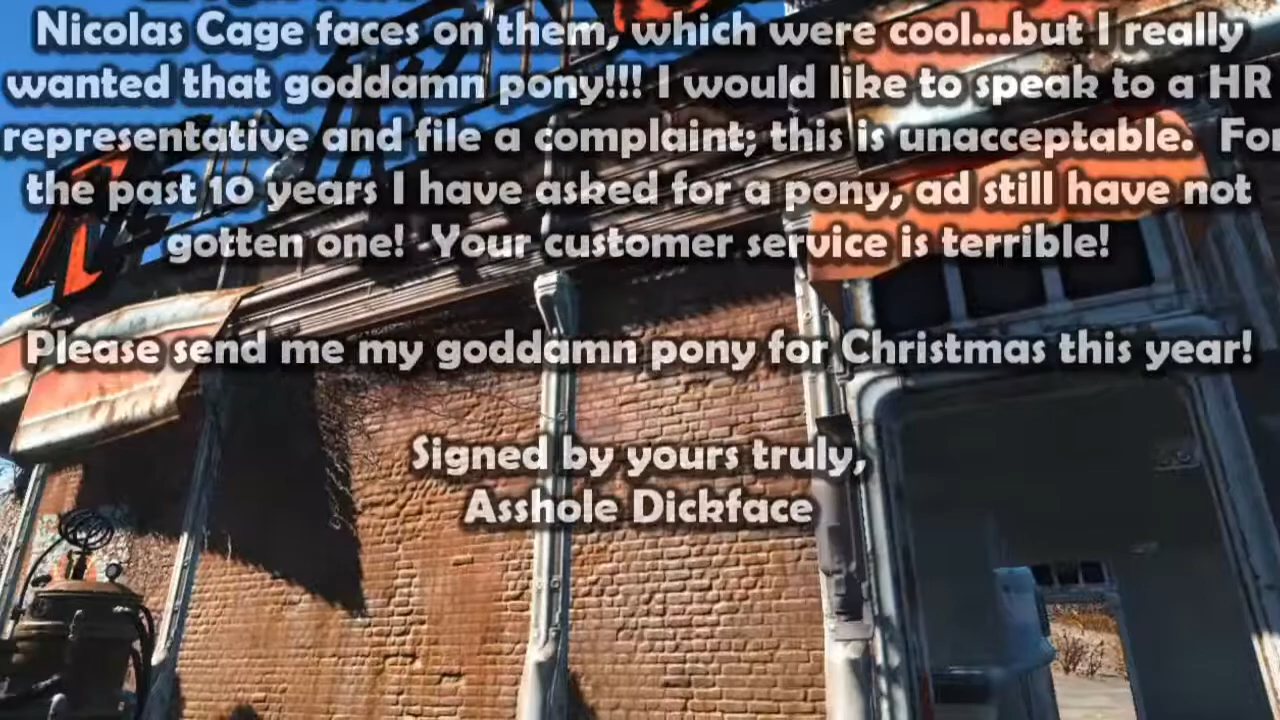 Nicolas Cage faces on them, which were cool...but I really
wanted that goddamn pony!!! I would like to speak to a HR
representative and file a complaint; this is unacceptable. For
the past 10 years I have asked for a pony, ad still have not
gotten one! Your customer service is terrible!
Please send me my goddamn pony for Christmas this year!
Signed by yours truly,
Asshole Dickface